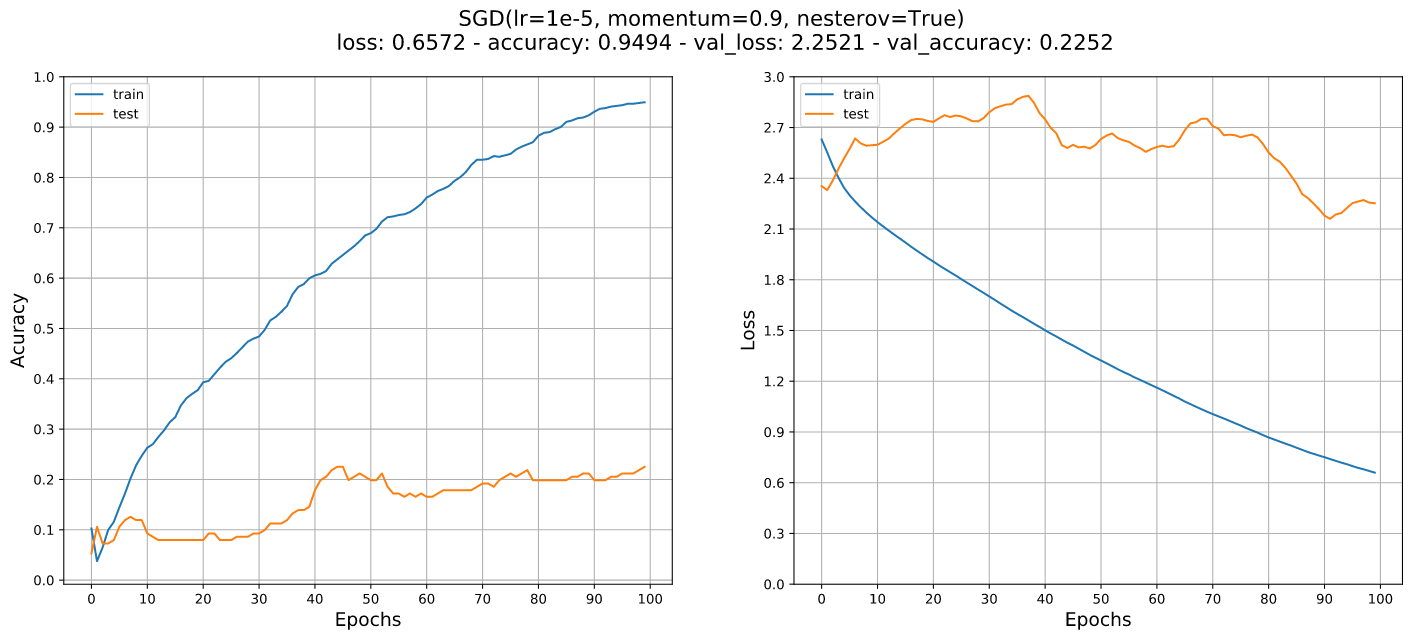 SGD(lr=1e-5, momentum=0.9, nesterov=True)
loss: 0.6572 - accuracy: 0.9494 - val_loss: 2.2521 - val_accuracy: 0.2252
train
test
1.0
0.9
0.8
0.7
0.6
0.5
0.4
0.3
0.2
0.1
0.0
Acuracy
0 10 20 30 40 50 60 70 80 90 100
Epochs
train
test
3.0
2.7
2.4
2.1
1.8
1.5
1.2
0.9
0.6
0.3
0.0
Loss
0 10 20 30 40 50 60 70 80 90 100
Epochs